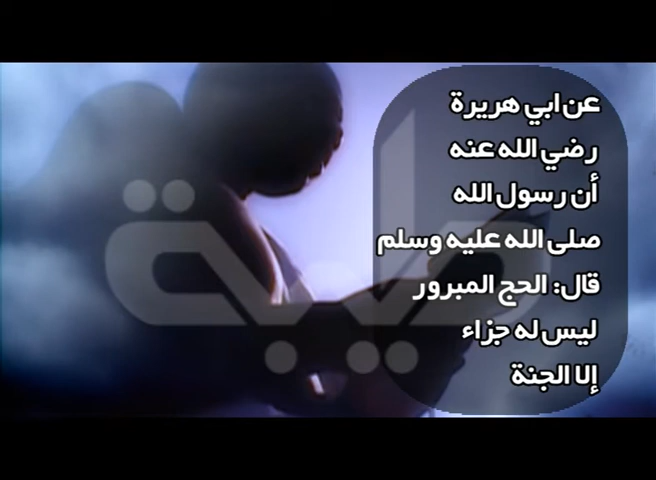 عن ابي هريرة
رضي الله عنه
أن رسول الله
صلى الله عليه وسلم
قال: الحج المبرور
ليس له جزاء
إلا الجنة
طيبة